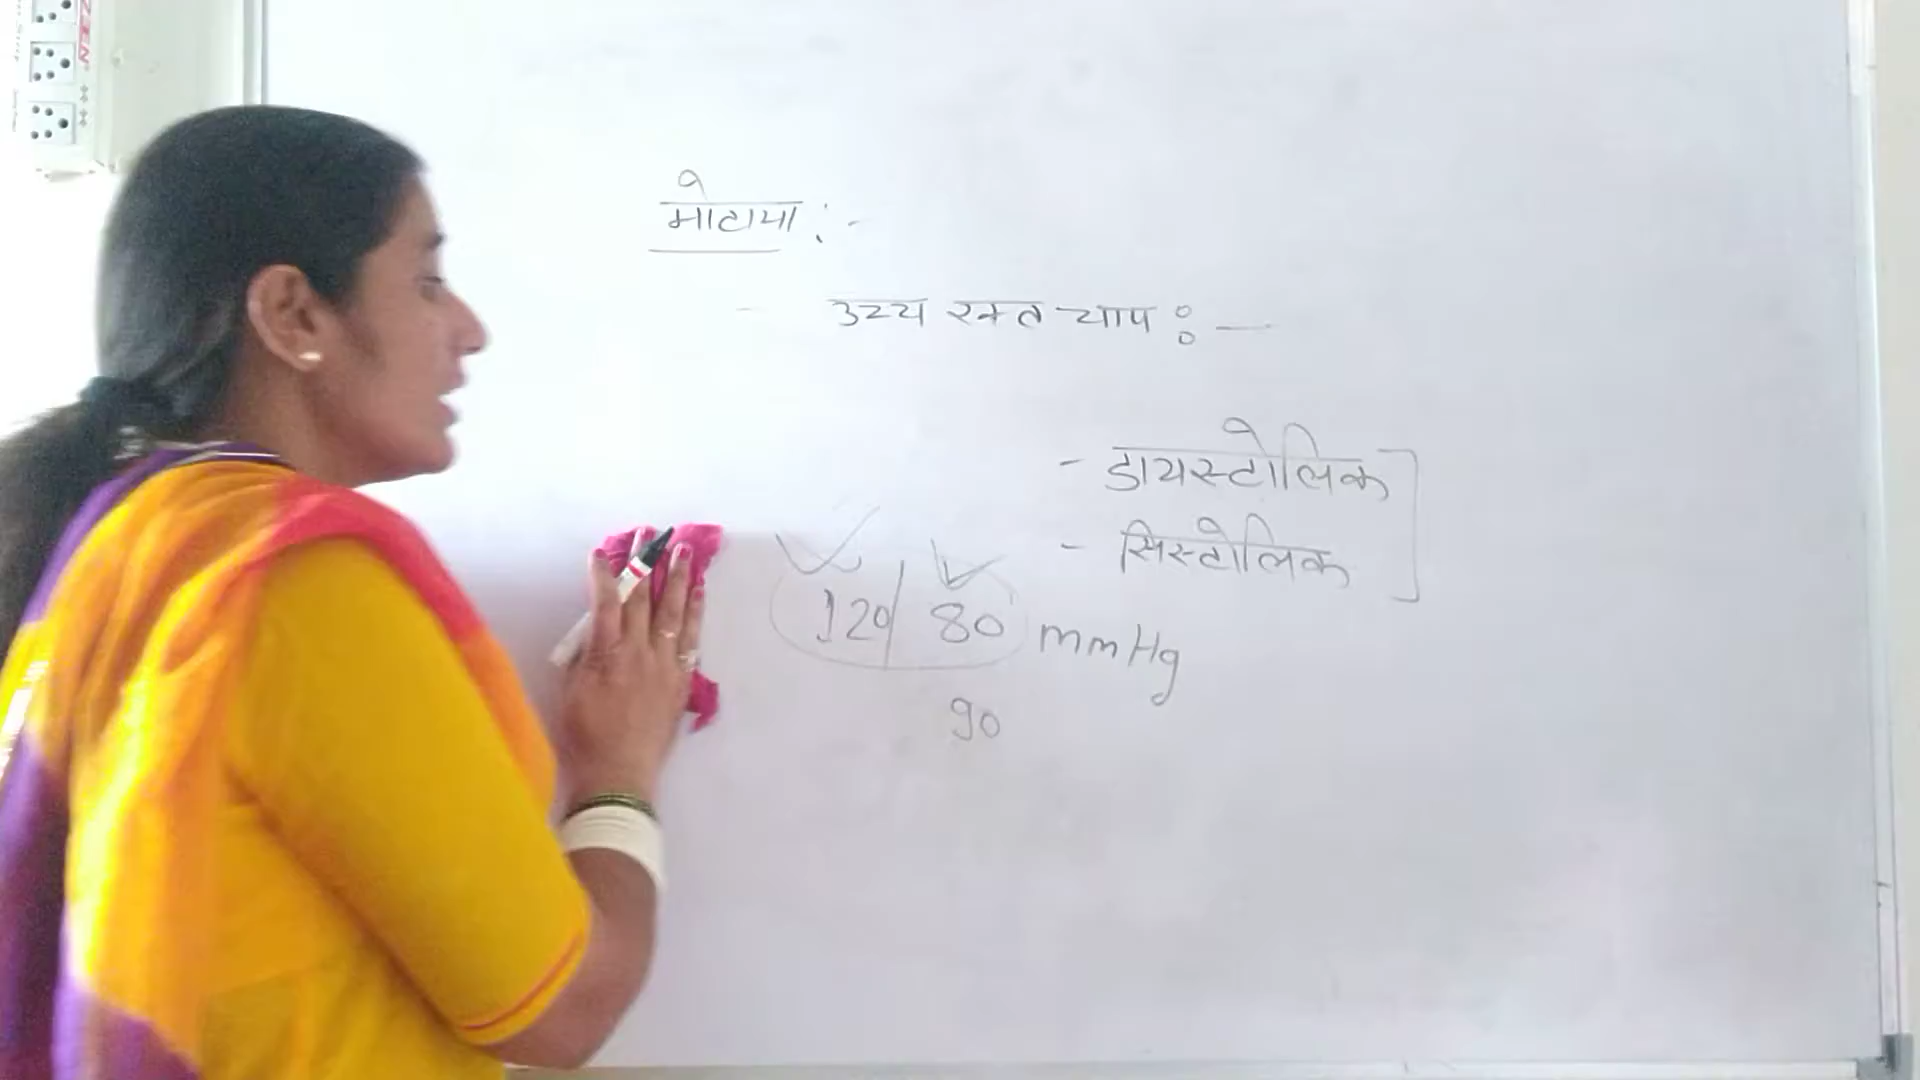 मोटापा :-
- उच्च रक्त चाप : —
- डायस्टोलिक
- सिस्टोलिक
120/80 mmHg
90